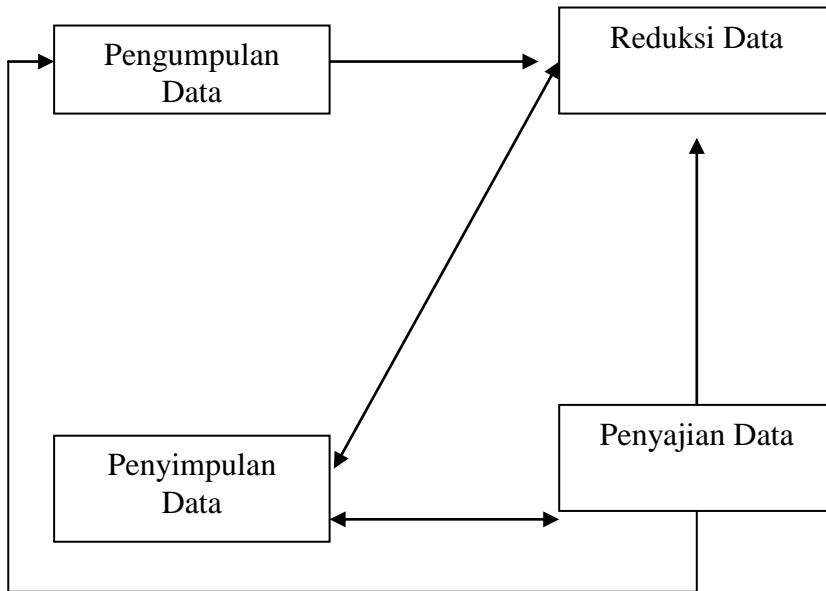 Pengumpulan
Data
Reduksi Data
Penyimpulan
Data
Penyajian Data